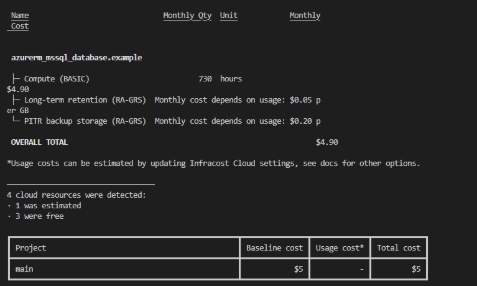 Name Monthly Qty Unit Monthly
Cost
azurerm_mssql_database.example
├─ Compute (BASIC) 730 hours
$4.90
├─ Long-term retention (RA-GRS) Monthly cost depends on usage: $0.05 p
er GB
└─ PITR backup storage (RA-GRS) Monthly cost depends on usage: $0.20 p
OVERALL TOTAL $4.90
*Usage costs can be estimated by updating Infracost Cloud settings, see docs for other options.
4 cloud resources were detected:
· 1 was estimated
· 3 were free
Project Baseline cost Usage cost* Total cost
main $5 - $5